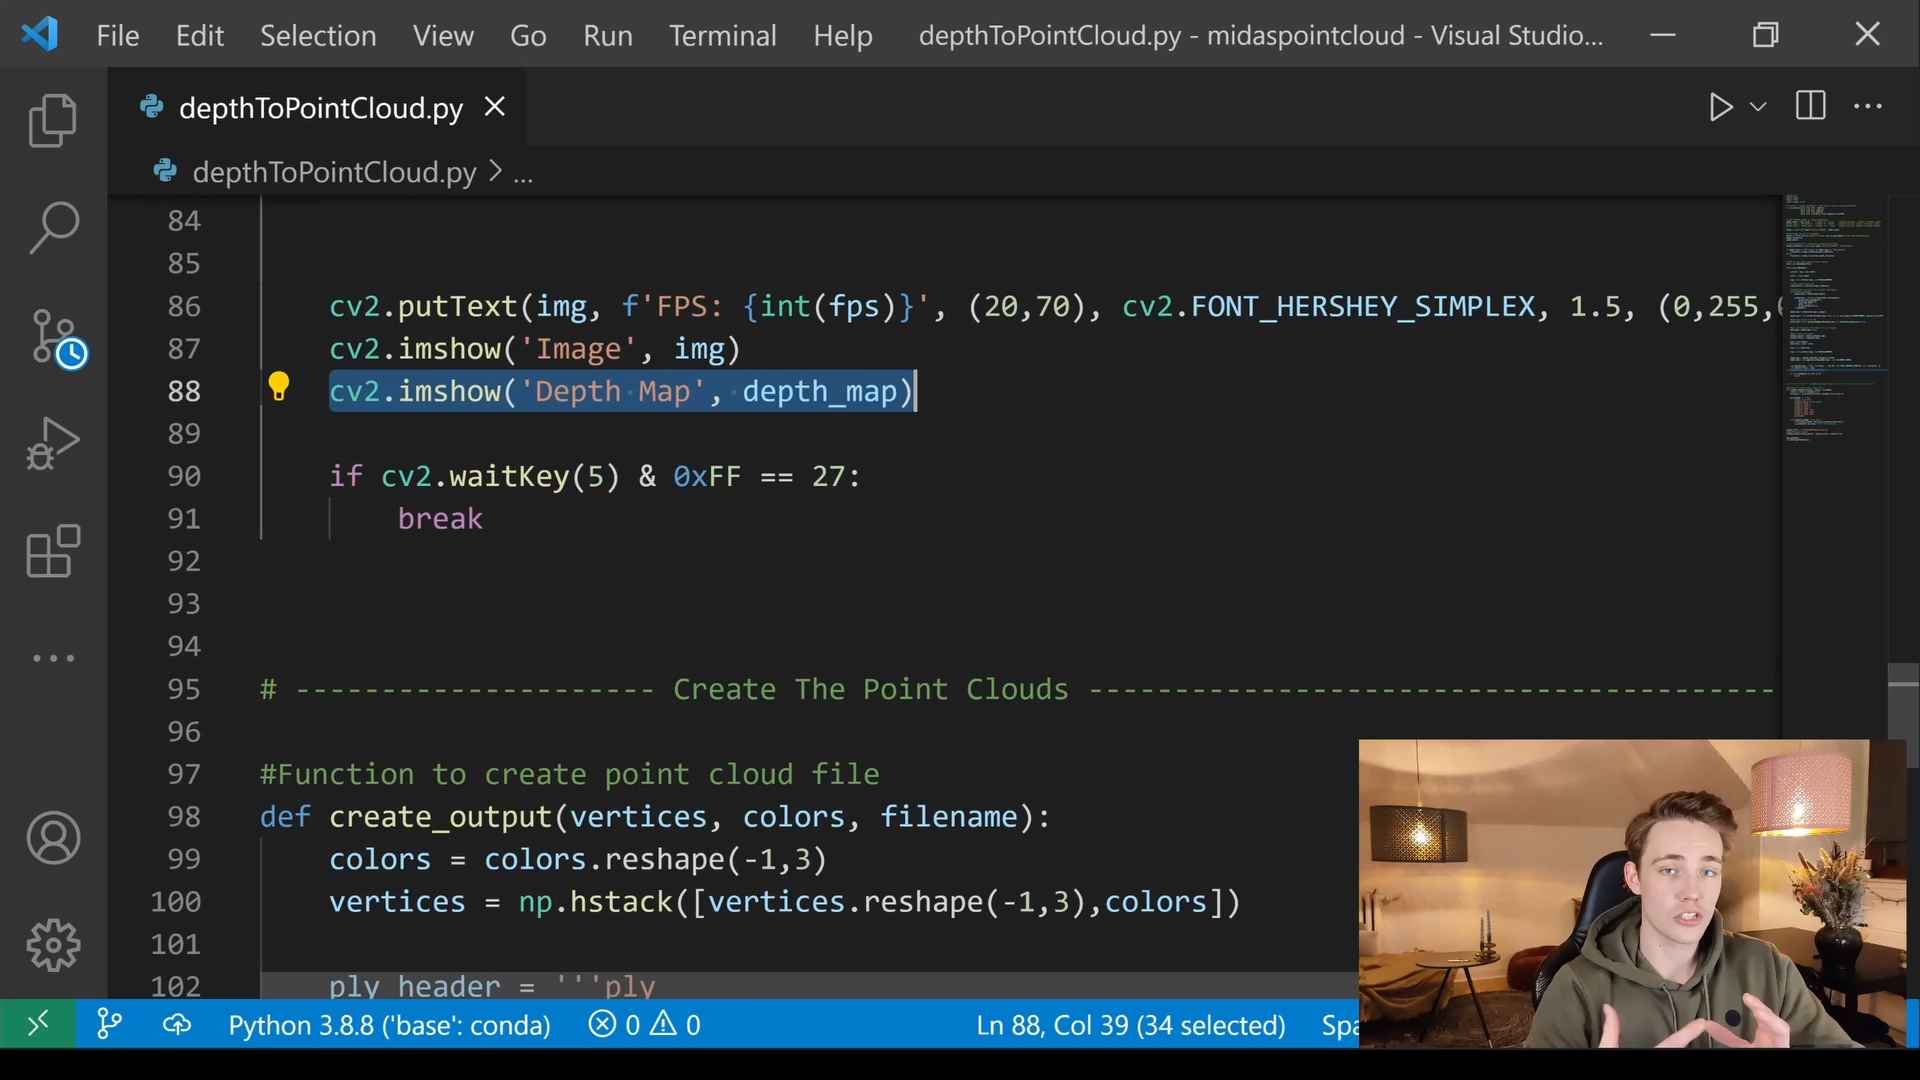 File Edit Selection View Go Run Terminal Help depthToPointCloud.py - midaspointcloud - Visual Studio...
depthToPointCloud.py
depthToPointCloud.py > ...
84
85
86 cv2.putText(img, f'FPS: {int(fps)}', (20,70), cv2.FONT_HERSHEY_SIMPLEX, 1.5, (0,255,
87 cv2.imshow('Image', img)
88 cv2.imshow('Depth Map', depth_map)
89
90 if cv2.waitKey(5) & 0xFF == 27:
91 break
92
93
94
95 # --------------------- Create The Point Clouds ----------------------------------------
96
97 #Function to create point cloud file
98 def create_output(vertices, colors, filename):
99 colors = colors.reshape(-1,3)
100 vertices = np.hstack([vertices.reshape(-1,3),colors])
101
102 ply_header = '''ply
Python 3.8.8 ('base': conda) 0 0 Ln 88, Col 39 (34 selected) Spa